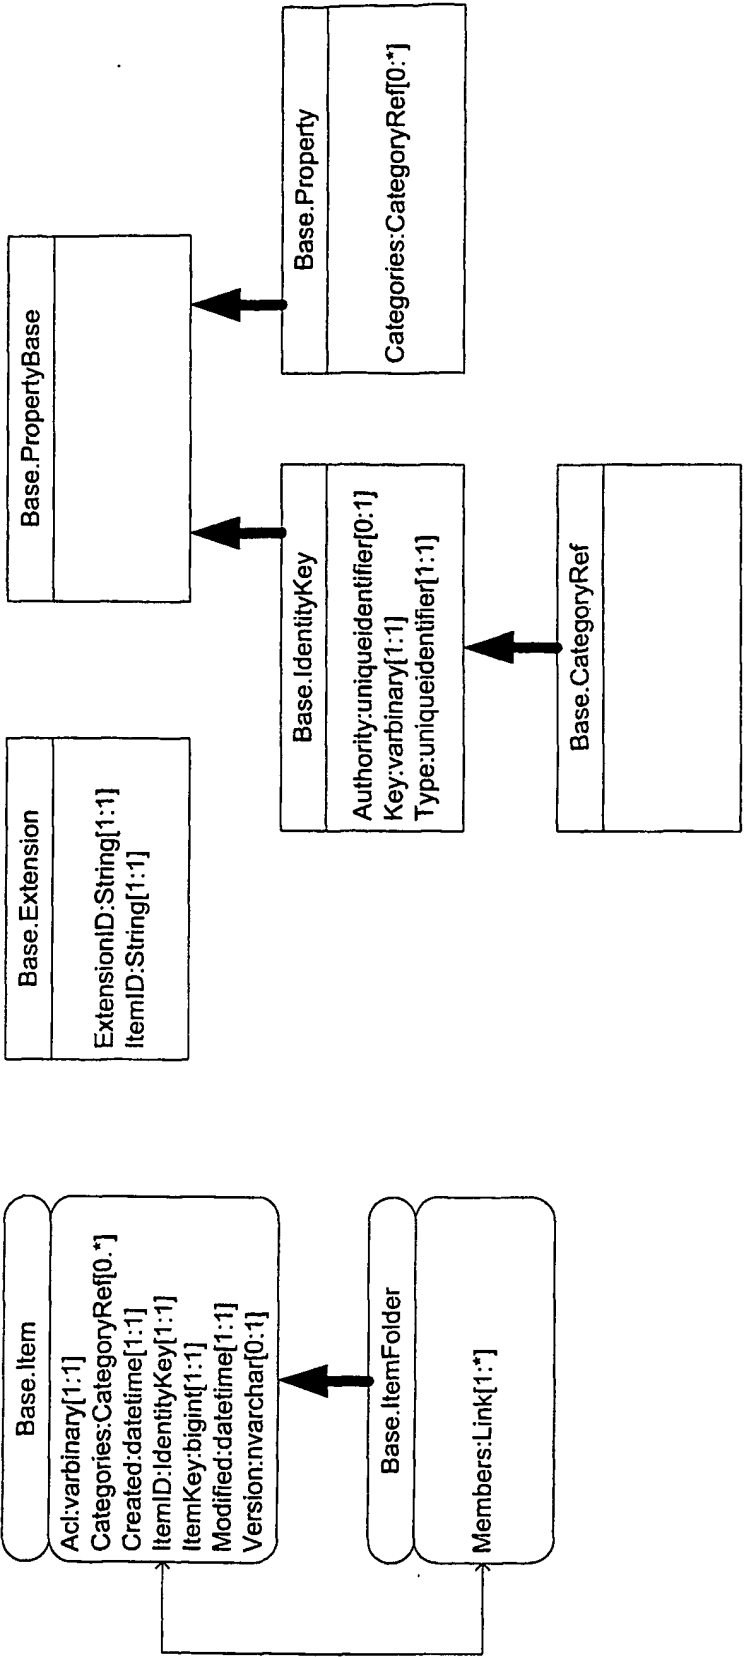 Base.Item
Acl:varbinary[1:1]
Categories:CategoryRef[0.*]
Created:datetime[1:1]
ItemID:IdentityKey[1:1]
ItemKey:bigint[1:1]
Modified:datetime[1:1]
Version:nvarchar[0:1]
Base.ItemFolder
Members:Link[1:*]
Base.Extension
ExtensionID:String[1:1]
ItemID:String[1:1]
Base.PropertyBase
Base.IdentityKey
Authority:uniqueidentifier[0:1]
Key:varbinary[1:1]
Type:uniqueidentifier[1:1]
Base.Property
Categories:CategoryRef[0:*]
Base.CategoryRef